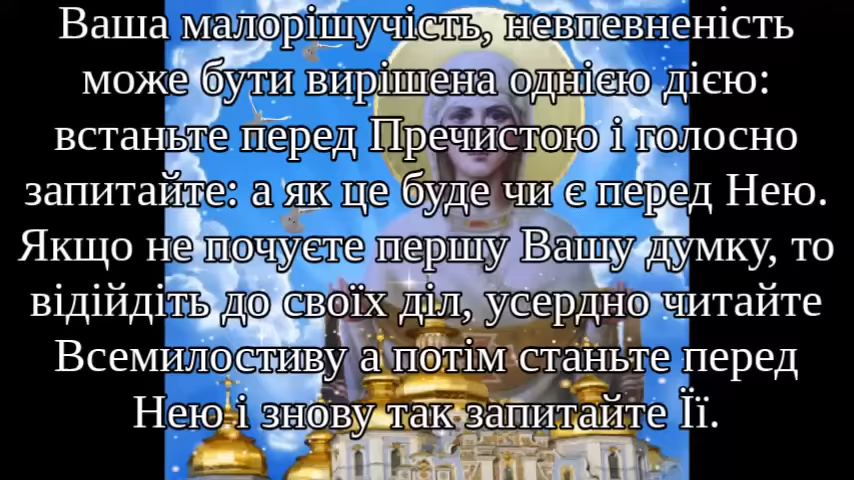 Ваша малорішучість, невпевненість
може бути вирішена однією дією:
встаньте перед Пречистою і голосно
запитайте: а як це буде чи є перед Нею.
Якщо не почуєте першу Вашу думку, то
відійдіть до своїх діл, усердно читайте
Всемилостиву а потім станьте перед
Нею і знову так запитайте Її.